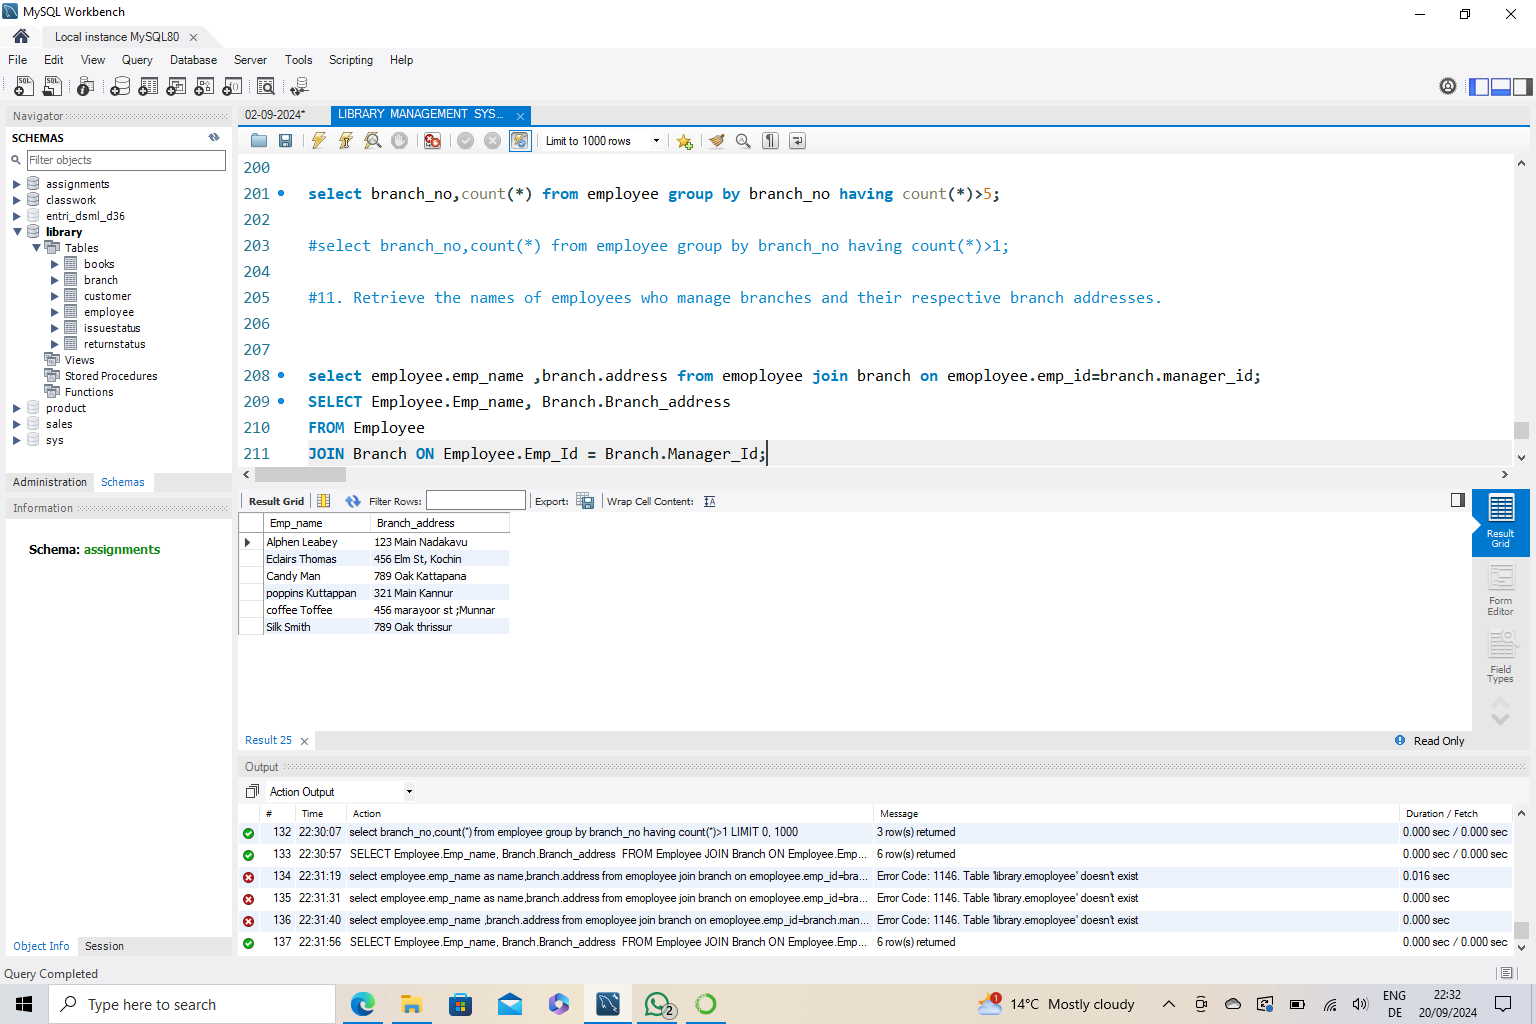 MySQL Workbench
Local instance MySQL80
File Edit View Query Database Server Tools Scripting Help
Navigator
SCHEMAS
Filter objects
assignments
classwork
entri_dsml_d36
library
Tables
books
branch
customer
employee
issuestatus
returnstatus
Views
Stored Procedures
Functions
product
sales
sys
Administration Schemas
Information
Schema: assignments
Object Info Session
Query Completed
02-09-2024*
LIBRARY MANAGEMENT SYS...
Limit to 1000 rows
200
201 select branch_no,count(*) from employee group by branch_no having count(*)>5;
202
203 #select branch_no,count(*) from employee group by branch_no having count(*)>1;
204
205 #11. Retrieve the names of employees who manage branches and their respective branch addresses.
206
207
208 select employee.emp_name ,branch.address from emoployee join branch on emoployee.emp_id=branch.manager_id;
209 SELECT Employee.Emp_name, Branch.Branch_address
210 FROM Employee
211 JOIN Branch ON Employee.Emp_Id = Branch.Manager_Id;
Result Grid Filter Rows: Export: Wrap Cell Content:
Emp_name Branch_address
Alphen Leabey 123 Main Nadakavu
Eclairs Thomas 456 Elm St, Kochin
Candy Man 789 Oak Kattapana
poppins Kuttappan 321 Main Kannur
coffee Toffee 456 marayoor st ;Munnar
Silk Smith 789 Oak thrissur
Result Grid
Form Editor
Field Types
Result 25
Read Only
Output
Action Output
# Time Action Message Duration / Fetch
132 22:30:07 select branch_no,count(*) from employee group by branch_no having count(*)>1 LIMIT 0, 1000 3 row(s) returned 0.000 sec / 0.000 sec
133 22:30:57 SELECT Employee.Emp_name, Branch.Branch_address FROM Employee JOIN Branch ON Employee.Emp... 6 row(s) returned 0.000 sec / 0.000 sec
134 22:31:19 select employee.emp_name as name,branch.address from emoployee join branch on emoployee.emp_id=bra... Error Code: 1146. Table 'library.emoployee' doesn't exist 0.016 sec
135 22:31:31 select employee.emp_name as name,branch.address from emoployee join branch on emoployee.emp_id=bra... Error Code: 1146. Table 'library.emoployee' doesn't exist 0.000 sec
136 22:31:40 select employee.emp_name ,branch.address from emoployee join branch on emoployee.emp_id=branch.man... Error Code: 1146. Table 'library.emoployee' doesn't exist 0.000 sec
137 22:31:56 SELECT Employee.Emp_name, Branch.Branch_address FROM Employee JOIN Branch ON Employee.Emp... 6 row(s) returned 0.000 sec / 0.000 sec
Type here to search
2
1
14°C Mostly cloudy
ENG
DE
22:32
20/09/2024